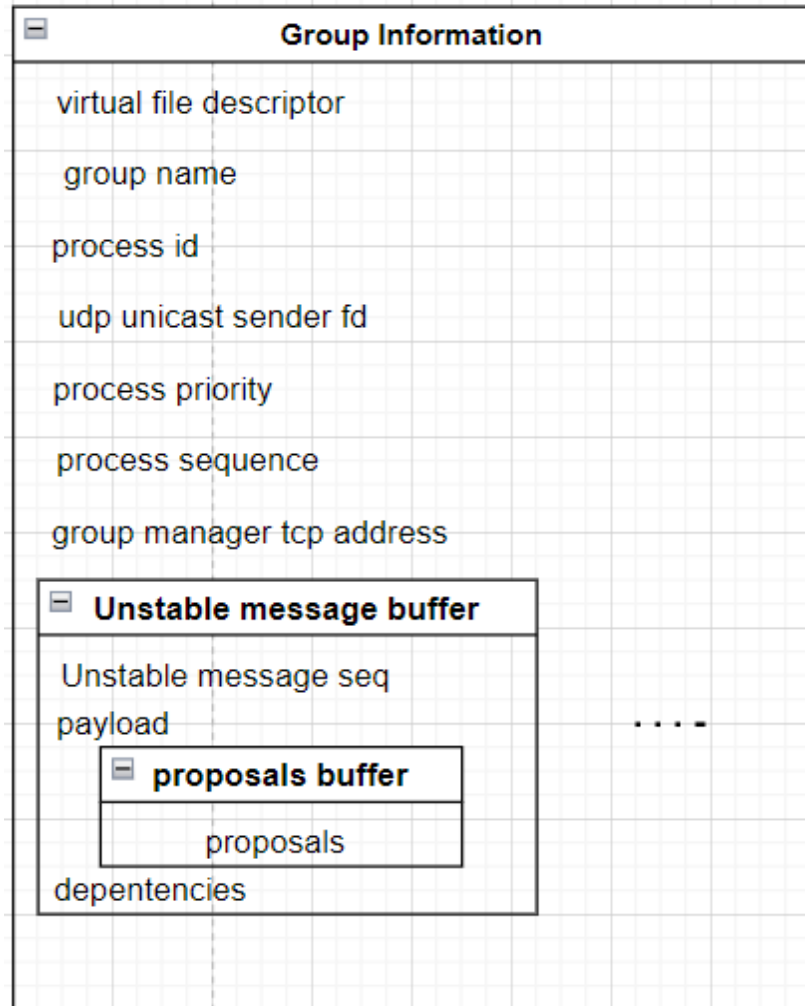 Group Information
virtual file descriptor
group name
process id
udp unicast sender fd
process priority
process sequence
group manager tcp address
Unstable message buffer
Unstable message seq
payload
....
proposals buffer
proposals
depentencies